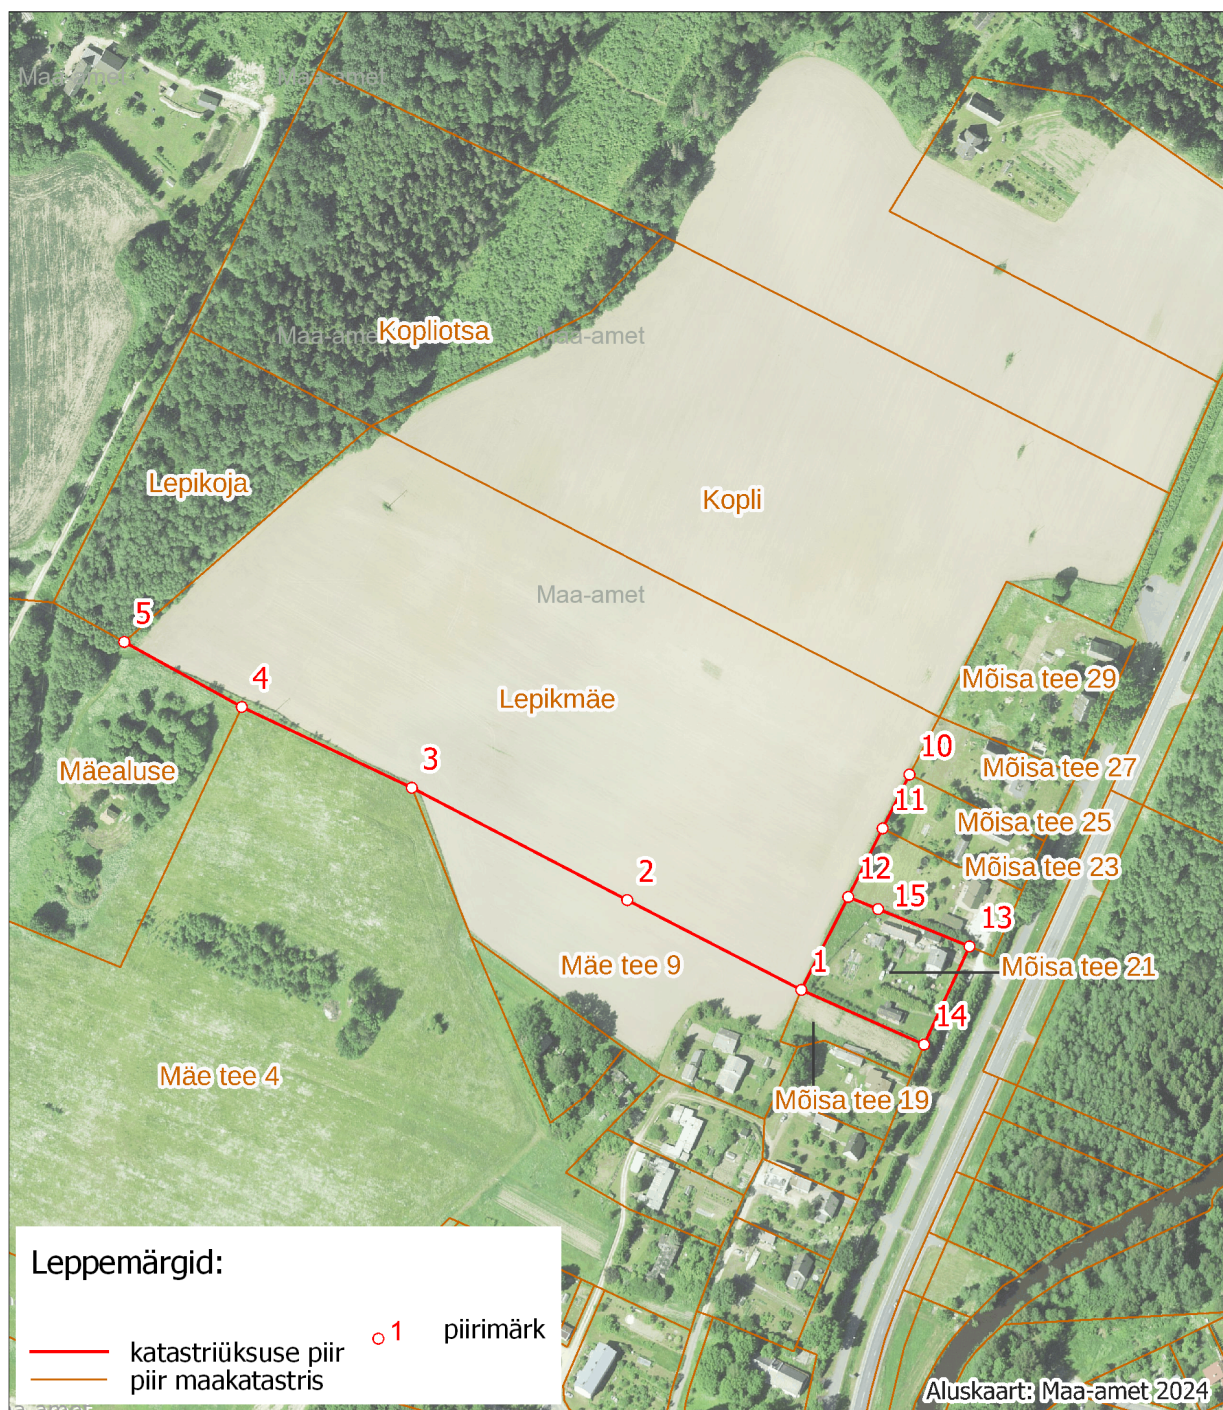 Maa-amet
Maa-amet
Kopliotsa
Maa-amet
Maa-amet
Lepikoja
Kopli
Maa-amet
5
4
Lepikmäe
Mõisa tee 29
Mäealuse
3
10
Mõisa tee 27
11
Mõisa tee 25
Mõisa tee 23
2
12
15
13
Mäe tee 9
1
Mõisa tee 21
14
Mäe tee 4
Mõisa tee 19
Leppemärgid:
1 piirimärk
katastriüksuse piir
piir maakatastris
Aluskaart: Maa-amet 2024